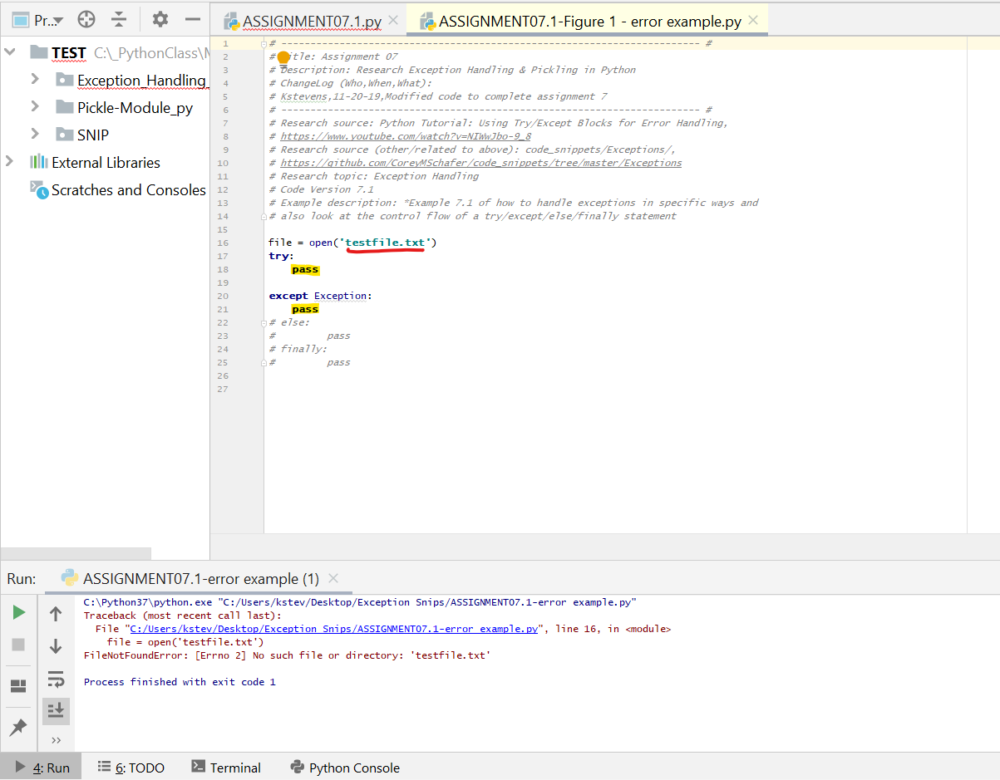 Pr...
ASSIGNMENT07.1.py
ASSIGNMENT07.1-Figure 1 - error example.py
TEST C:\_PythonClass\
Exception_Handling_
Pickle-Module_py
SNIP
External Libraries
Scratches and Consoles
1 # ------------------------------------------------------------------------ #
2 # Title: Assignment 07
3 # Description: Research Exception Handling & Pickling in Python
4 # ChangeLog (Who,When,What):
5 # Kstevens,11-20-19,Modified code to complete assignment 7
6 # ------------------------------------------------------------------------ #
7 # Research source: Python Tutorial: Using Try/Except Blocks for Error Handling,
8 # https://www.youtube.com/watch?v=NIWwJbo-9_8
9 # Research source (other/related to above): code_snippets/Exceptions/,
10 # https://github.com/CoreyMSchafer/code_snippets/tree/master/Exceptions
11 # Research topic: Exception Handling
12 # Code Version 7.1
13 # Example description: *Example 7.1 of how to handle exceptions in specific ways and
14 # also look at the control flow of a try/except/else/finally statement
15
16 file = open('testfile.txt')
17 try:
18     pass
19
20 except Exception:
21     pass
22 # else:
23 #         pass
24 # finally:
25 #         pass
26
27
Run: ASSIGNMENT07.1-error example (1)
C:\Python37\python.exe "C:/Users/kstev/Desktop/Exception Snips/ASSIGNMENT07.1-error example.py"
Traceback (most recent call last):
  File "C:/Users/kstev/Desktop/Exception Snips/ASSIGNMENT07.1-error example.py", line 16, in <module>
    file = open('testfile.txt')
FileNotFoundError: [Errno 2] No such file or directory: 'testfile.txt'
Process finished with exit code 1
4: Run 6: TODO Terminal Python Console